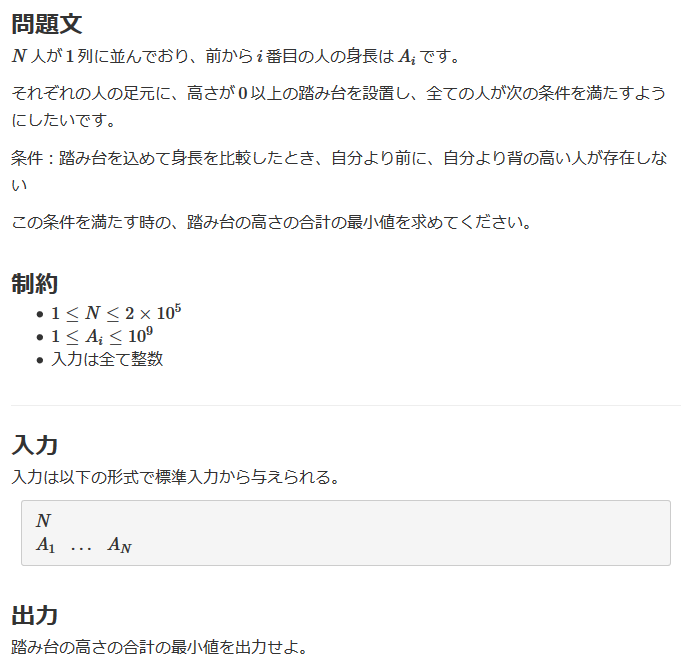 問題文
N 人が 1 列に並んでおり、前から i 番目の人の身長は A_i です。
それぞれの人の足元に、高さが 0 以上の踏み台を設置し、全ての人が次の条件を満たすよう
にしたいです。
条件：踏み台を込めて身長を比較したとき、自分より前に、自分より背の高い人が存在しな
い
この条件を満たす時の、踏み台の高さの合計の最小値を求めてください。
制約
• 1 ≤ N ≤ 2 × 10^5
• 1 ≤ A_i ≤ 10^9
• 入力は全て整数
入力
入力は以下の形式で標準入力から与えられる。
N
A_1 … A_N
出力
踏み台の高さの合計の最小値を出力せよ。